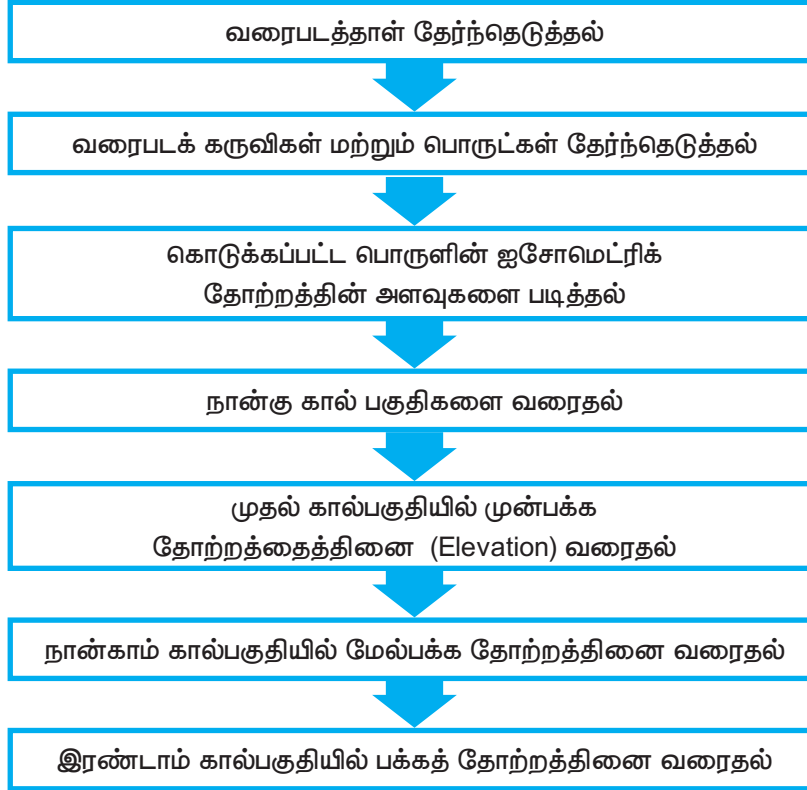 வரைபடத்தாள் தேர்ந்தெடுத்தல்
வரைபடக் கருவிகள் மற்றும் பொருட்கள் தேர்ந்தெடுத்தல்
கொடுக்கப்பட்ட பொருளின் ஐசோமெட்ரிக்
தோற்றத்தின் அளவுகளை படித்தல்
நான்கு கால் பகுதிகளை வரைதல்
முதல் கால்பகுதியில் முன்பக்க
தோற்றத்தைத்தினை (Elevation) வரைதல்
நான்காம் கால்பகுதியில் மேல்பக்க தோற்றத்தினை வரைதல்
இரண்டாம் கால்பகுதியில் பக்கத் தோற்றத்தினை வரைதல்